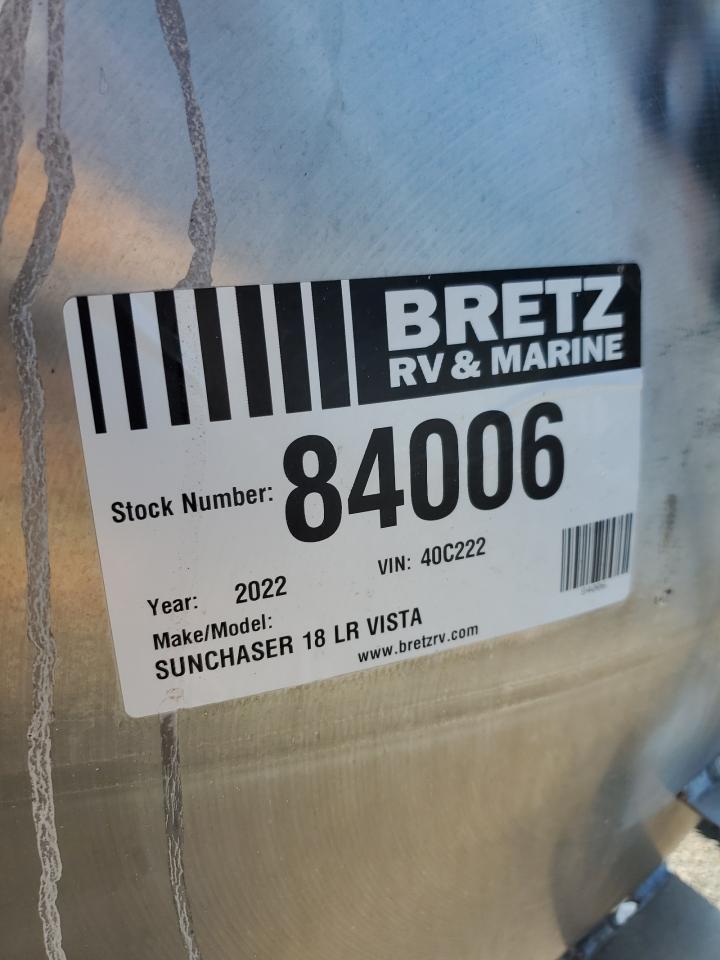 BRETZ
RV & MARINE
Stock Number: 84006
Year: 2022 VIN: 40C222
Make/Model:
SUNCHASER 18 LR VISTA
www.bretzrv.com
84006